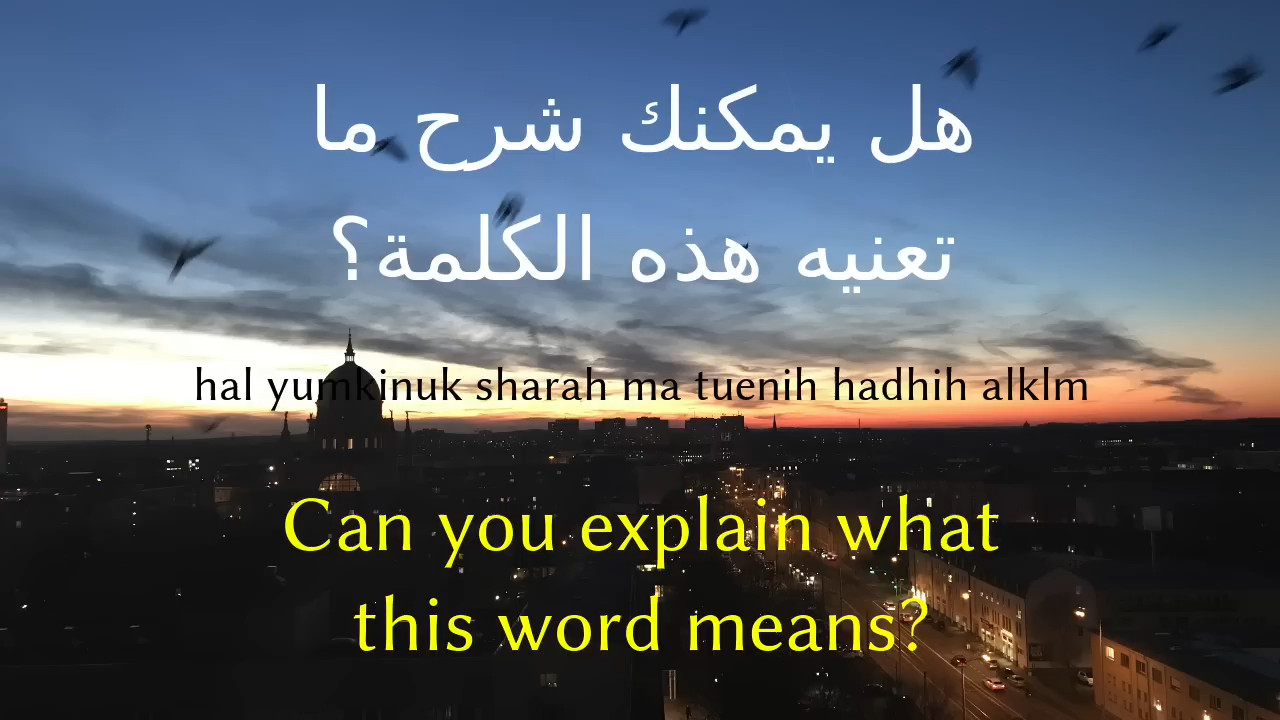 هل يمكنك شرح ما
تعنيه هذه الكلمة؟
hal yumkinuk sharah ma tuenih hadhih alklm
Can you explain what
this word means?